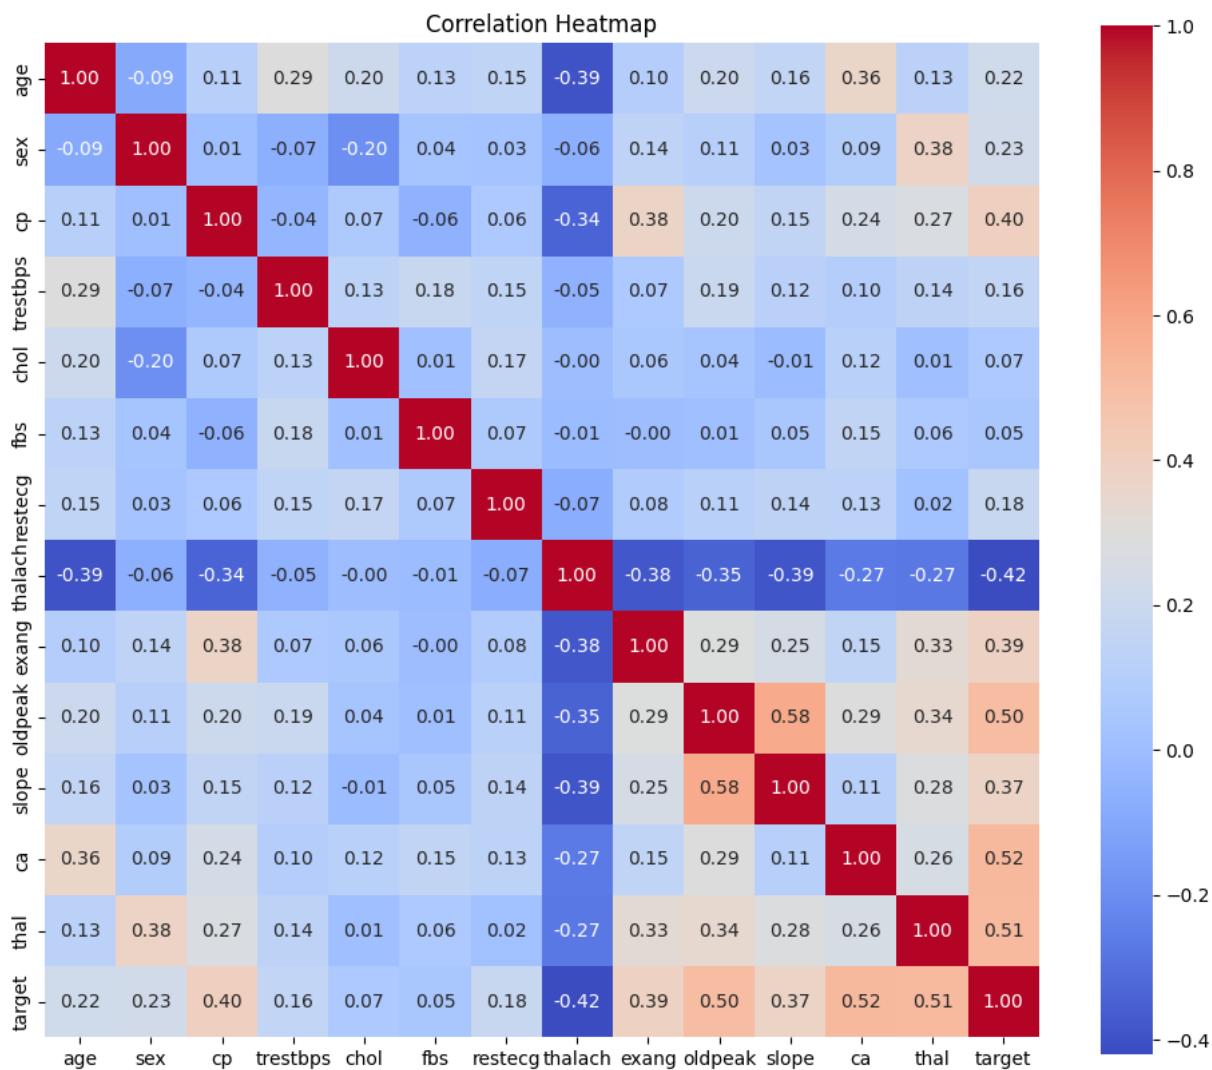 Correlation Heatmap
age 1.00 -0.09 0.11 0.29 0.20 0.13 0.15 -0.39 0.10 0.20 0.16 0.36 0.13 0.22
sex -0.09 1.00 0.01 -0.07 -0.20 0.04 0.03 -0.06 0.14 0.11 0.03 0.09 0.38 0.23
cp 0.11 0.01 1.00 -0.04 0.07 -0.06 0.06 -0.34 0.38 0.20 0.15 0.24 0.27 0.40
trestbps 0.29 -0.07 -0.04 1.00 0.13 0.18 0.15 -0.05 0.07 0.19 0.12 0.10 0.14 0.16
chol 0.20 -0.20 0.07 0.13 1.00 0.01 0.17 -0.00 0.06 0.04 -0.01 0.12 0.01 0.07
fbs 0.13 0.04 -0.06 0.18 0.01 1.00 0.07 -0.01 -0.00 0.01 0.05 0.15 0.06 0.05
restecg 0.15 0.03 0.06 0.15 0.17 0.07 1.00 -0.07 0.08 0.11 0.14 0.13 0.02 0.18
thalach -0.39 -0.06 -0.34 -0.05 -0.00 -0.01 -0.07 1.00 -0.38 -0.35 -0.39 -0.27 -0.27 -0.42
exang 0.10 0.14 0.38 0.07 0.06 -0.00 0.08 -0.38 1.00 0.29 0.25 0.15 0.33 0.39
oldpeak 0.20 0.11 0.20 0.19 0.04 0.01 0.11 -0.35 0.29 1.00 0.58 0.29 0.34 0.50
slope 0.16 0.03 0.15 0.12 -0.01 0.05 0.14 -0.39 0.25 0.58 1.00 0.11 0.28 0.37
ca 0.36 0.09 0.24 0.10 0.12 0.15 0.13 -0.27 0.15 0.29 0.11 1.00 0.26 0.52
thal 0.13 0.38 0.27 0.14 0.01 0.06 0.02 -0.27 0.33 0.34 0.28 0.26 1.00 0.51
target 0.22 0.23 0.40 0.16 0.07 0.05 0.18 -0.42 0.39 0.50 0.37 0.52 0.51 1.00
age sex cp trestbps chol fbs restecg thalach exang oldpeak slope ca thal target
1.0
0.8
0.6
0.4
0.2
0.0
−0.2
−0.4